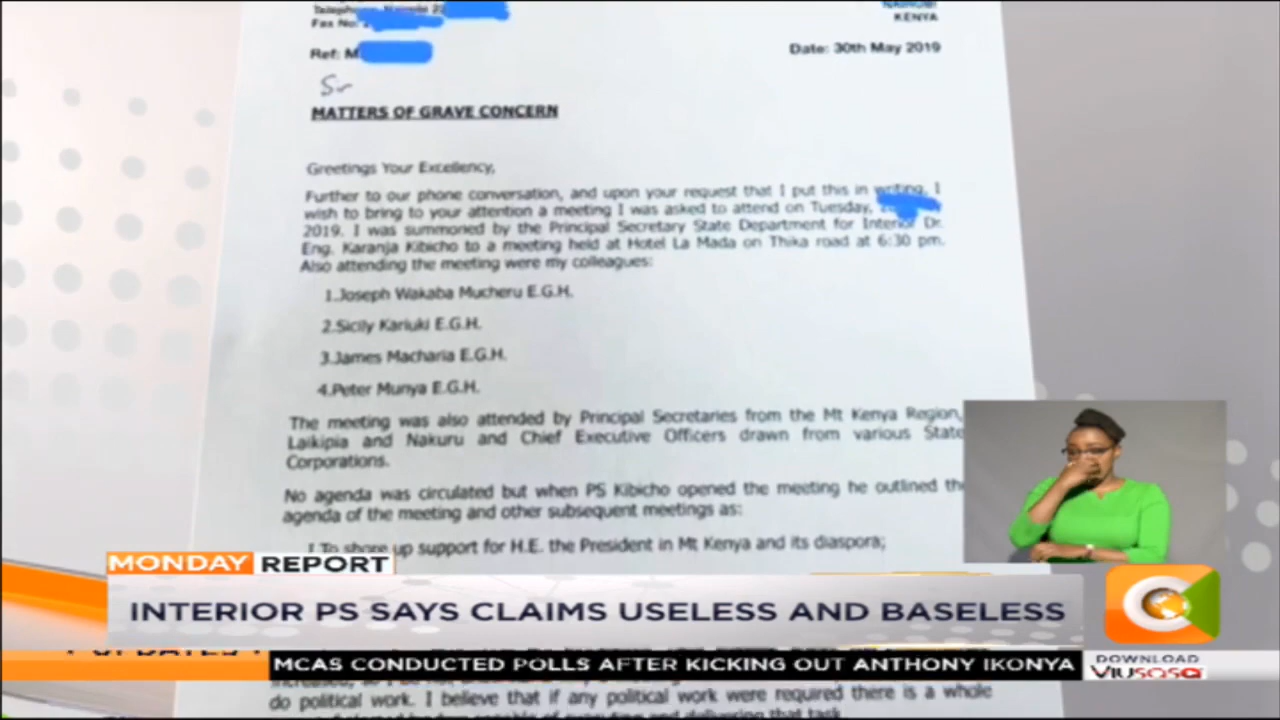 Fax No:
KENYA
Ref: M
Date: 30th May 2019
Sir
MATTERS OF GRAVE CONCERN
Greetings Your Excellency,
Further to our phone conversation, and upon your request that I put this in writing, I
wish to bring to your attention a meeting I was asked to attend on Tuesday,
2019. I was summoned by the Principal Secretary State Department for Interior Dr.
Eng. Karanja Kibicho to a meeting held at Hotel La Mada on Thika road at 6:30 pm.
Also attending the meeting were my colleagues:
1.Joseph Wakaba Mucheru E.G.H.
2.Sicily Kariuki E.G.H.
3.James Macharia E.G.H.
4.Peter Munya E.G.H.
The meeting was also attended by Principal Secretaries from the Mt Kenya Region,
Laikipia and Nakuru and Chief Executive Officers drawn from various State
Corporations.
No agenda was circulated but when PS Kibicho opened the meeting he outlined the
agenda of the meeting and other subsequent meetings as:
To shore up support for H.E. the President in Mt Kenya and its diaspora;
MONDAY REPORT
INTERIOR PS SAYS CLAIMS USELESS AND BASELESS
MCAS CONDUCTED POLLS AFTER KICKING OUT ANTHONY IKONYA
DOWNLOAD
VIUSASA
do political work. I believe that if any political work were required there is a whole
that task.